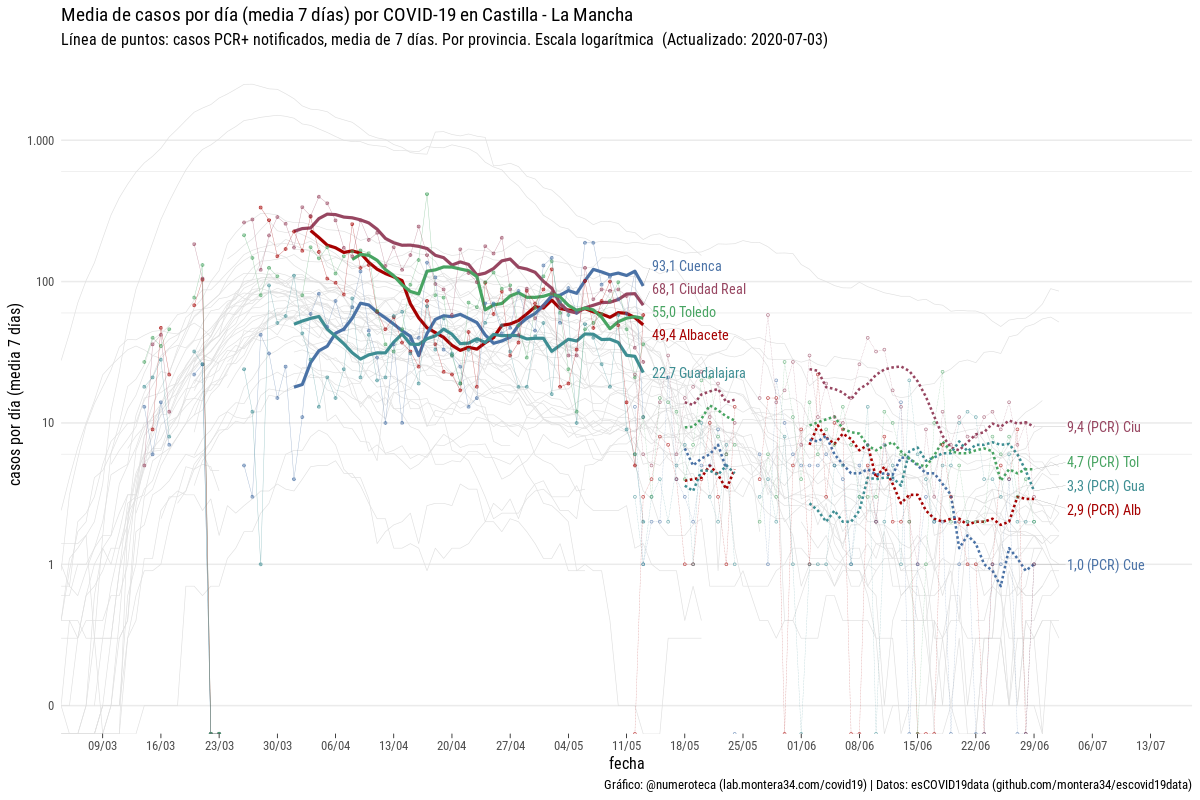 Media de casos por día (media 7 días) por COVID-19 en Castilla - La Mancha
Línea de puntos: casos PCR+ notificados, media de 7 días. Por provincia. Escala logarítmica (Actualizado: 2020-07-03)
casos por día (media 7 días)
1.000
100
10
1
0
93,1 Cuenca
68,1 Ciudad Real
55,0 Toledo
49,4 Albacete
22,7 Guadalajara
9,4 (PCR) Ciu
4,7 (PCR) Tol
3,3 (PCR) Gua
2,9 (PCR) Alb
1,0 (PCR) Cue
09/03 16/03 23/03 30/03 06/04 13/04 20/04 27/04 04/05 11/05 18/05 25/05 01/06 08/06 15/06 22/06 29/06 06/07 13/07
fecha
Gráfico: @numeroteca (lab.montera34.com/covid19) | Datos: esCOVID19data (github.com/montera34/escovid19data)